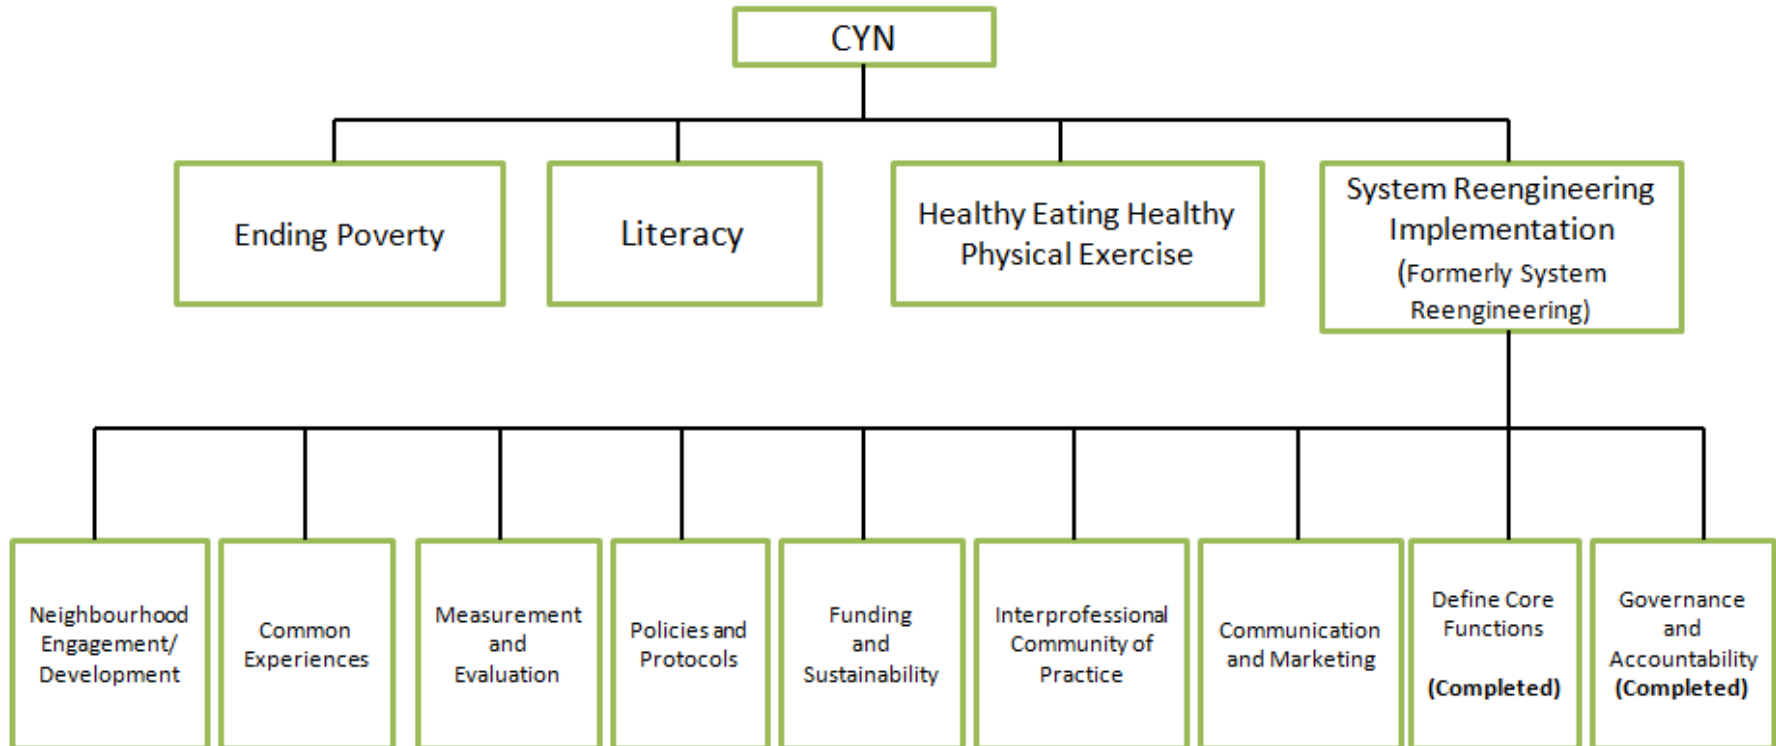 CYN
Ending Poverty
Literacy
Healthy Eating Healthy
Physical Exercise
System Reengineering
Implementation
(Formerly System
Reengineering)
Neighbourhood
Engagement/
Development
Common
Experiences
Measurement
and
Evaluation
Policies and
Protocols
Funding
and
Sustainability
Interprofessional
Community of
Practice
Communication
and Marketing
Define Core
Functions
(Completed)
Governance
and
Accountability
(Completed)